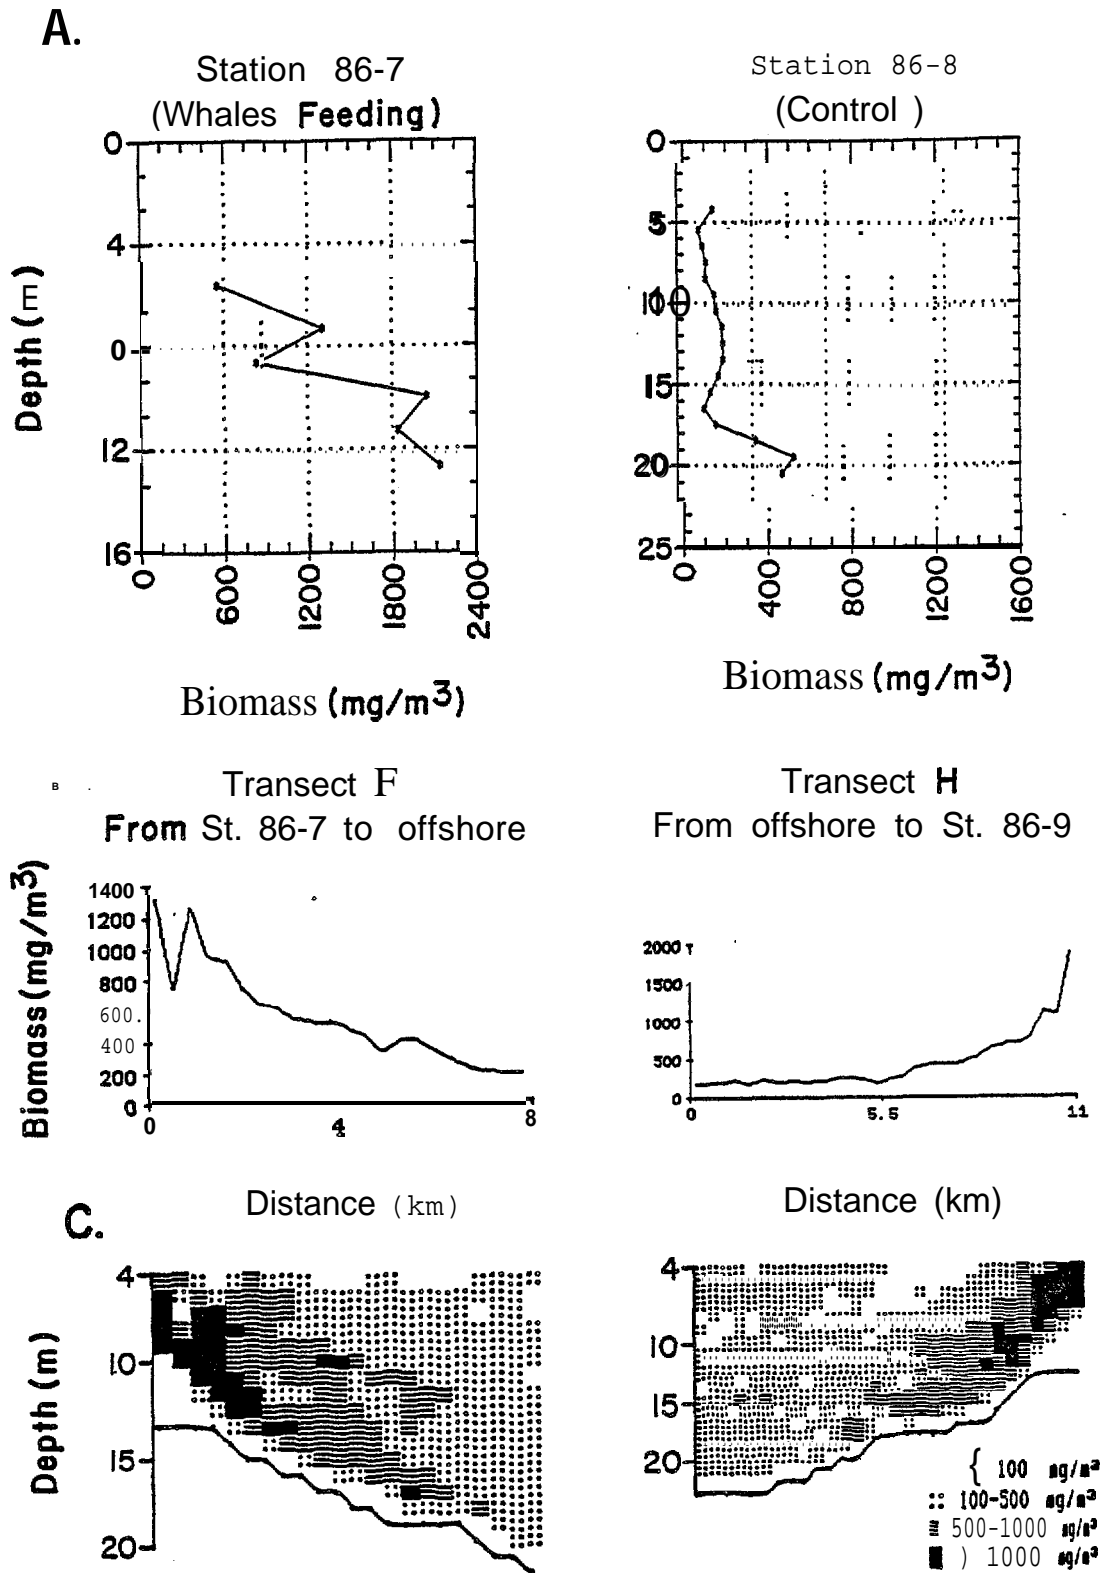 A.
Station 86-7
(Whales Feeding)
Station 86-8
(Control )
Depth (m)
0
4
0
12
16
0
600
1200
1800
2400
Biomass (mg/m3)
0
5
10
15
20
25
0
400
800
1200
1600
Biomass (mg/m3)
B
Transect F
From St. 86-7 to offshore
Transect H
From offshore to St. 86-9
Biomass (mg/m3)
1400
1200
1000
800
600.
400
200
0
0
4
8
Distance (km)
2000
1500
1000
500
0
0
5.5
11
Distance (km)
C.
Depth (m)
4
10
15
20
4
10
15
20
{ 100 mg/m3
100-500 mg/m3
500-1000 mg/m3
) 1000 mg/m3